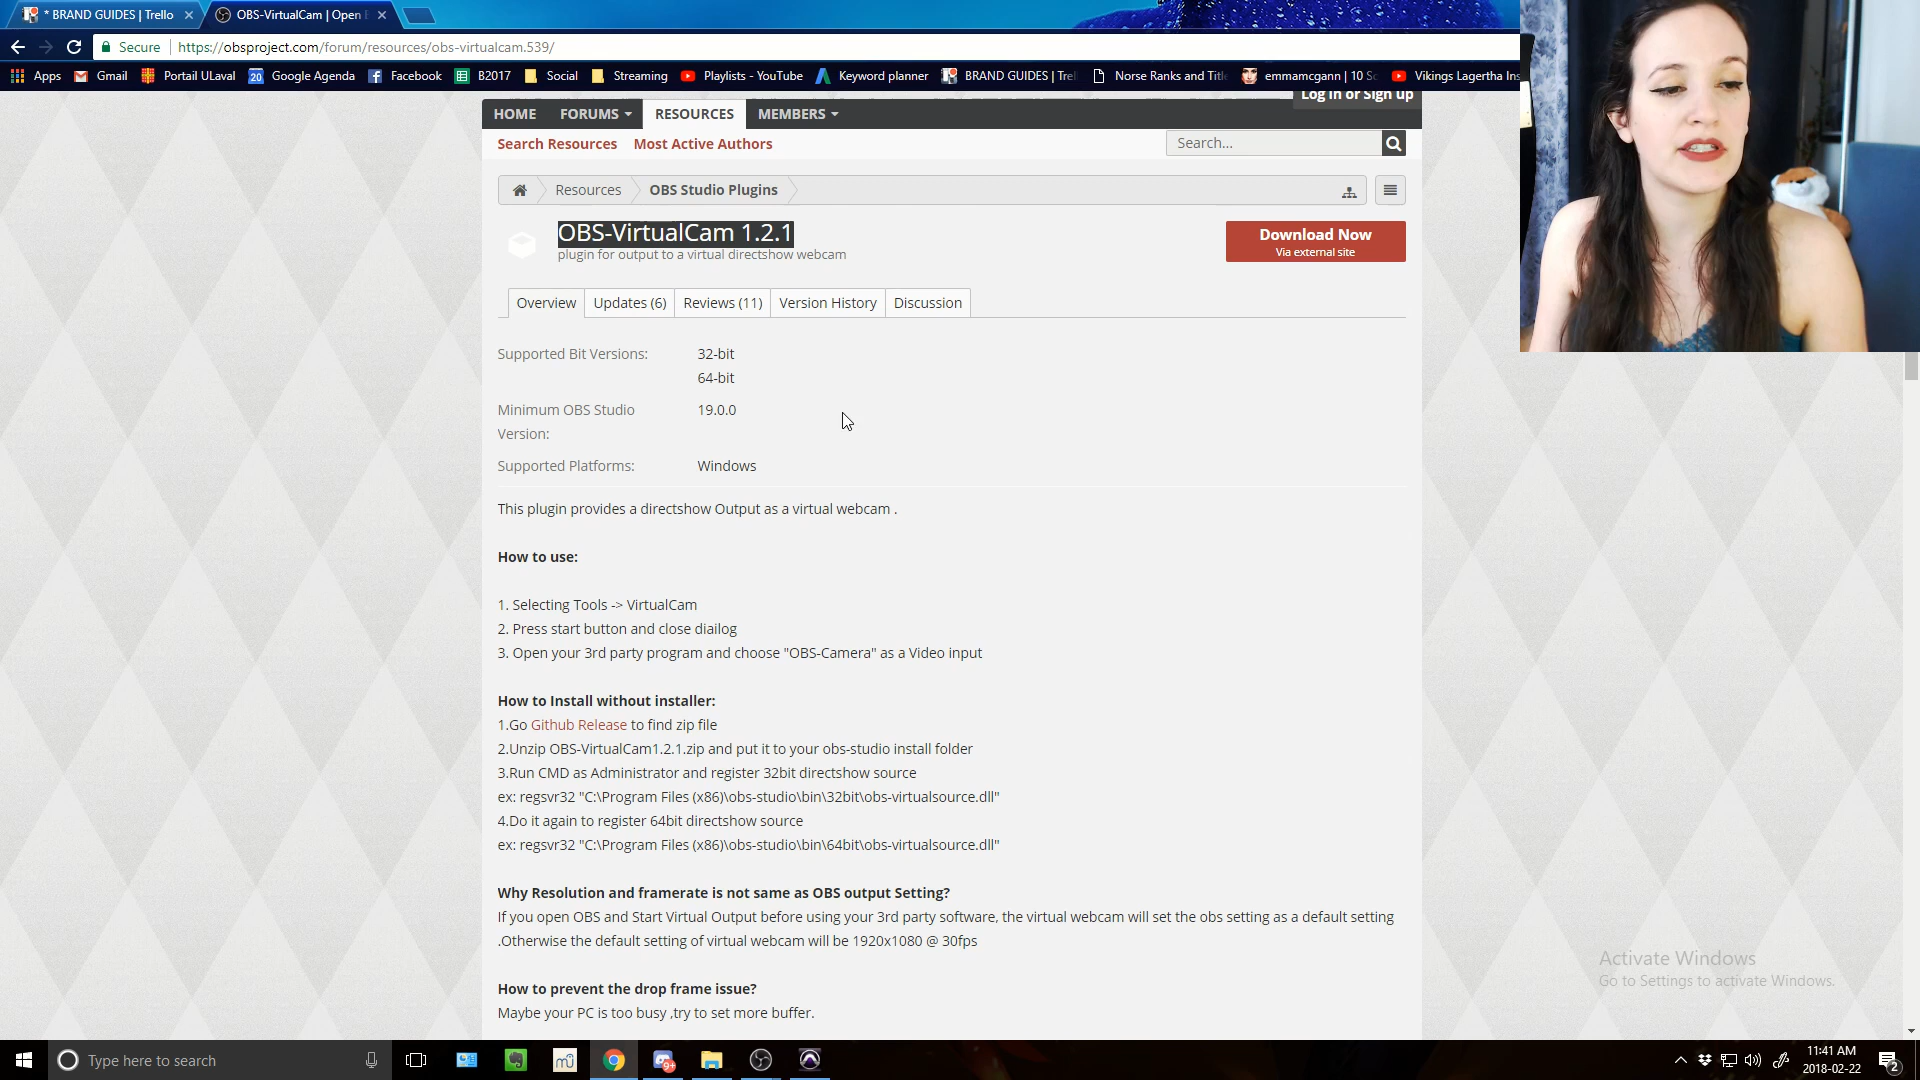 * BRAND GUIDES | Trello
OBS-VirtualCam | Open
Secure
https://obsproject.com/forum/resources/obs-virtualcam.539/
Apps
Gmail
Portail ULaval
20
Google Agenda
Facebook
B2017
Social
Streaming
Playlists - YouTube
Keyword planner
BRAND GUIDES | Trel
Norse Ranks and Titl
emmamcgann | 10 Sc
Vikings Lagertha Ins
Log in or Sign up
HOME
FORUMS
RESOURCES
MEMBERS
Search Resources
Most Active Authors
Search...
Resources
OBS Studio Plugins
OBS-VirtualCam 1.2.1
plugin for output to a virtual directshow webcam
Download Now
Via external site
Overview
Updates (6)
Reviews (11)
Version History
Discussion
Supported Bit Versions:
32-bit
64-bit
Minimum OBS Studio
Version:
19.0.0
Supported Platforms:
Windows
This plugin provides a directshow Output as a virtual webcam .
How to use:
1. Selecting Tools -> VirtualCam
2. Press start button and close diailog
3. Open your 3rd party program and choose "OBS-Camera" as a Video input
How to Install without installer:
1.Go Github Release to find zip file
2.Unzip OBS-VirtualCam1.2.1.zip and put it to your obs-studio install folder
3.Run CMD as Administrator and register 32bit directshow source
ex: regsvr32 "C:\Program Files (x86)\obs-studio\bin\32bit\obs-virtualsource.dll"
4.Do it again to register 64bit directshow source
ex: regsvr32 "C:\Program Files (x86)\obs-studio\bin\64bit\obs-virtualsource.dll"
Why Resolution and framerate is not same as OBS output Setting?
If you open OBS and Start Virtual Output before using your 3rd party software, the virtual webcam will set the obs setting as a default setting
.Otherwise the default setting of virtual webcam will be 1920x1080 @ 30fps
How to prevent the drop frame issue?
Maybe your PC is too busy ,try to set more buffer.
Activate Windows
Go to Settings to activate Windows.
Type here to search
9+
11:41 AM
2018-02-22
2